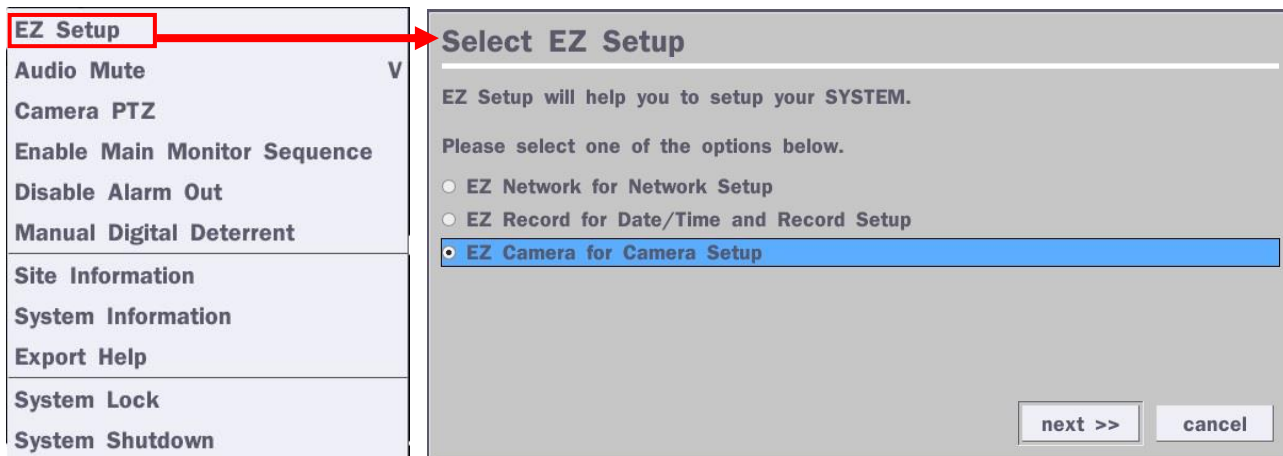 EZ Setup
Audio Mute V
Camera PTZ
Enable Main Monitor Sequence
Disable Alarm Out
Manual Digital Deterrent
Site Information
System Information
Export Help
System Lock
System Shutdown
Select EZ Setup
EZ Setup will help you to setup your SYSTEM.
Please select one of the options below.
EZ Network for Network Setup
EZ Record for Date/Time and Record Setup
EZ Camera for Camera Setup
next >> cancel